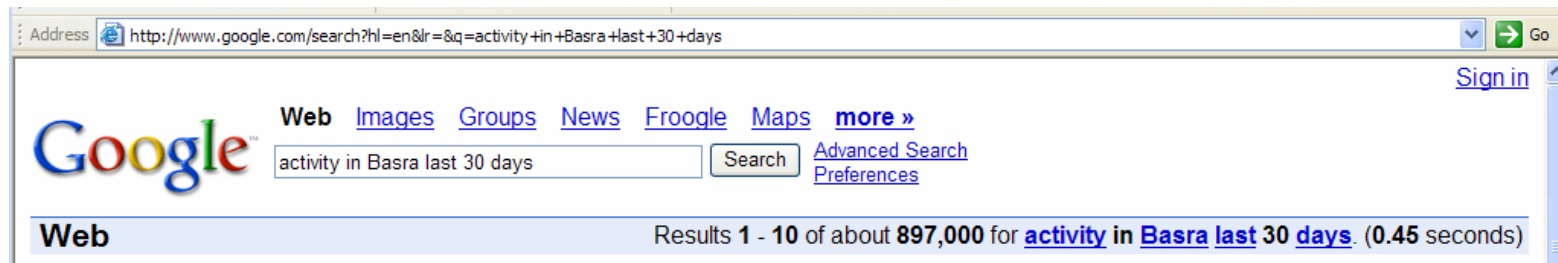 Address http://www.google.com/search?hl=en&lr=&q=activity+in+Basra+last+30+days Go
Sign in
Google™ Web Images Groups News Froogle Maps more »
activity in Basra last 30 days Search Advanced Search
Preferences
Web Results 1 - 10 of about 897,000 for activity in Basra last 30 days. (0.45 seconds)